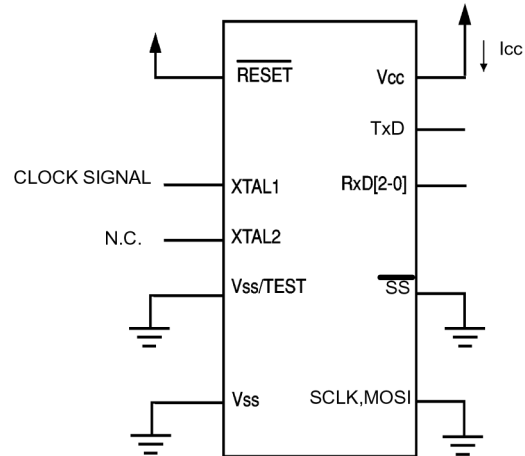 Icc
RESET
Vcc
TxD
CLOCK SIGNAL
XTAL1
RxD[2-0]
N.C.
XTAL2
Vss/TEST
SS
Vss
SCLK,MOSI